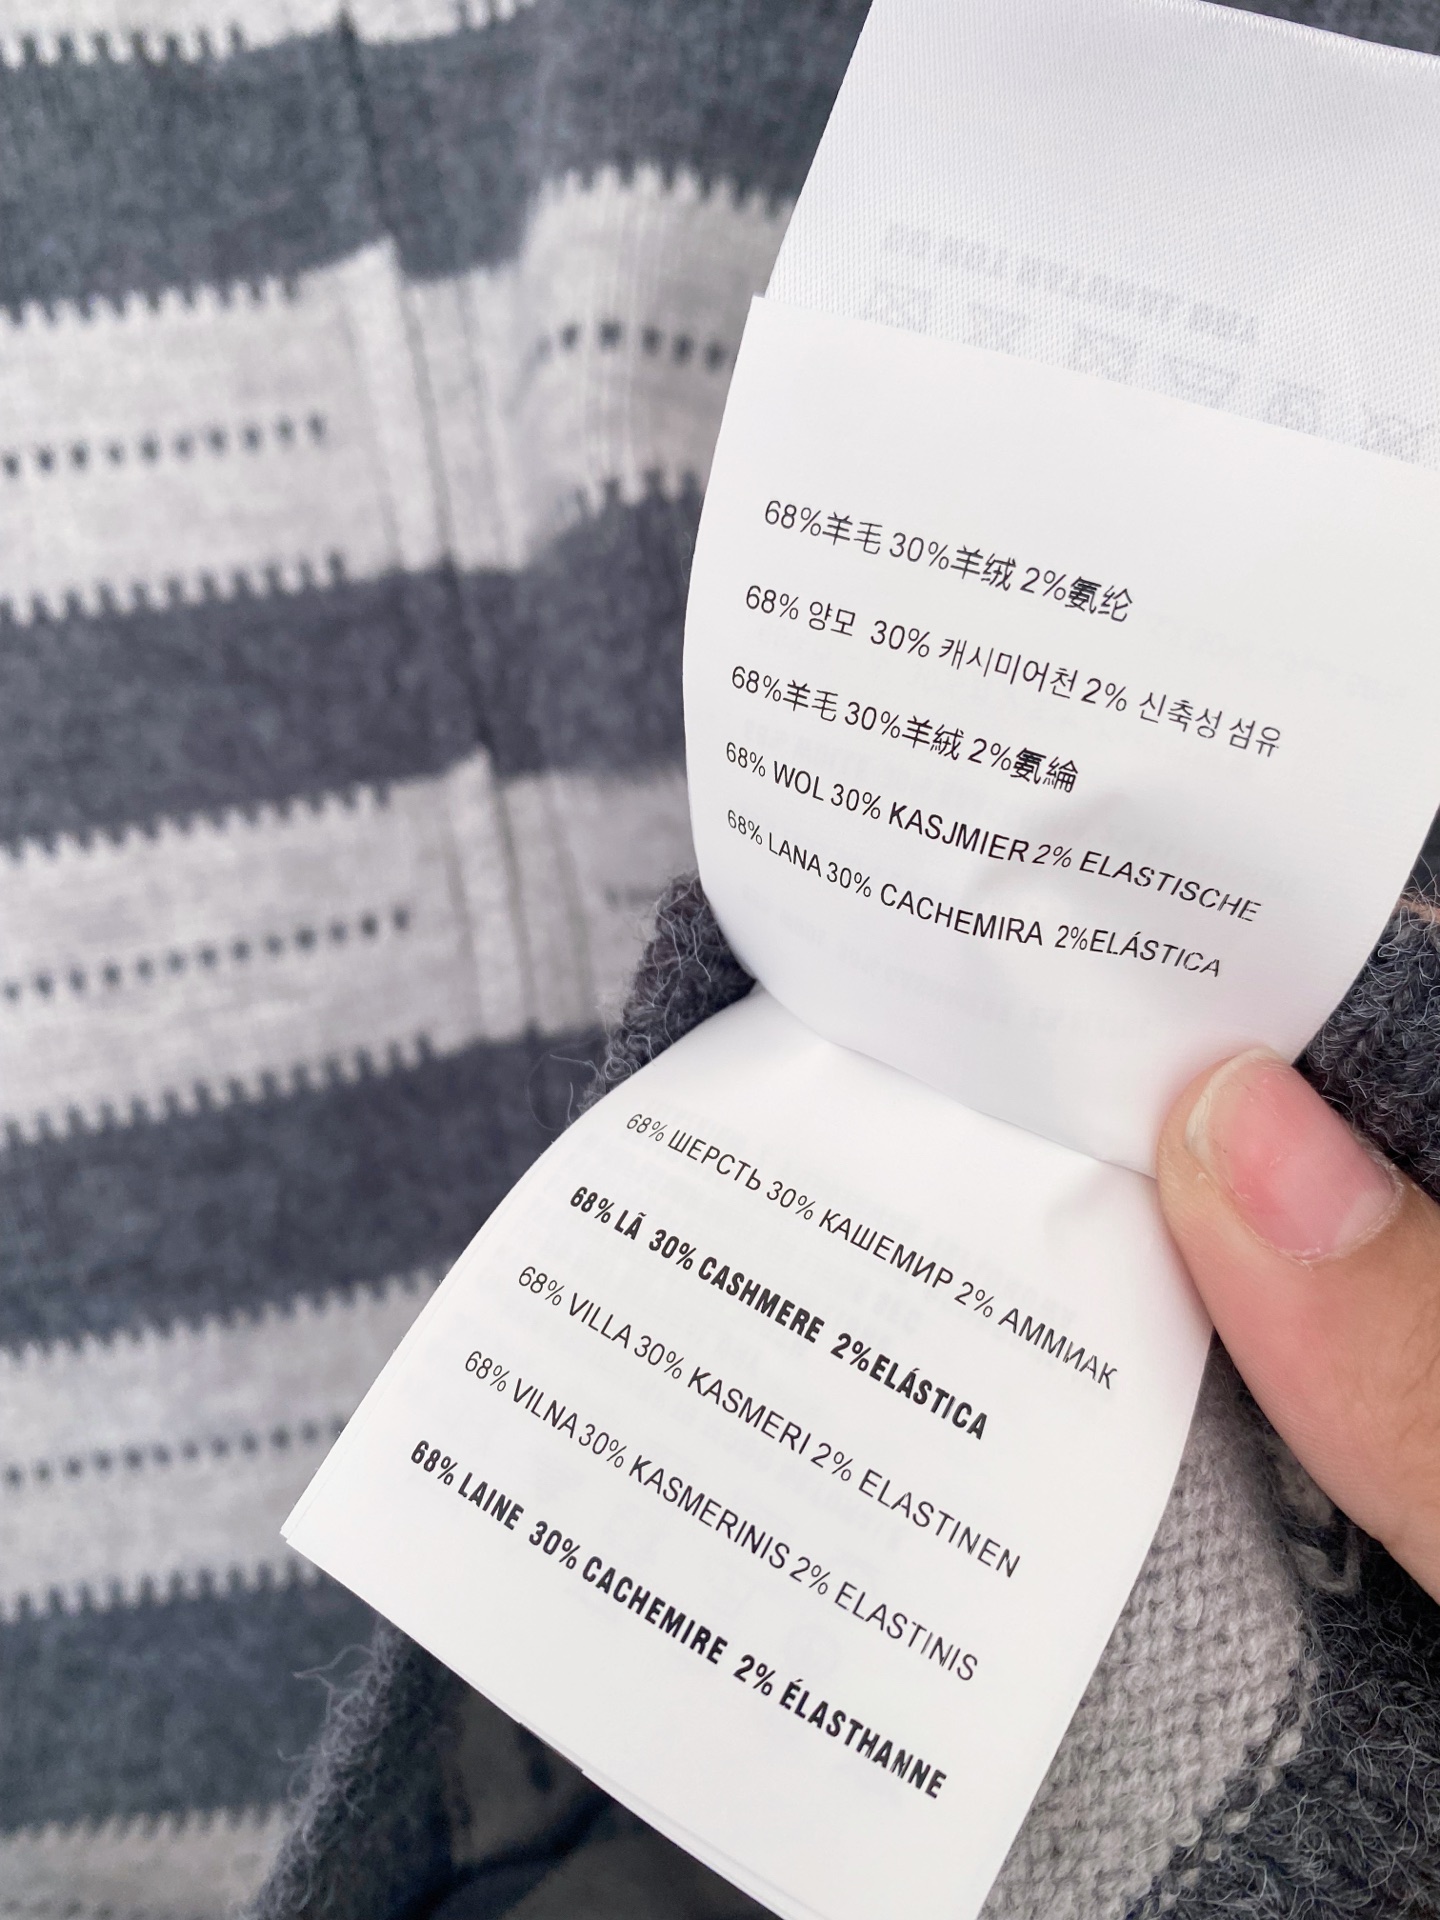 68%羊毛 30%羊绒 2%氨纶
68% 양모 30% 캐시미어천 2% 신축성 섬유
68%羊毛 30%羊絨 2%氨綸
68% WOL 30% KASJMIER 2% ELASTISCHE
68% LANA 30% CACHEMIRA 2%ELÁSTICA
68% ШЕРСТЬ 30% КАШЕМИР 2% АММИАК
68% LÃ 30% CASHMERE 2%ELÁSTICA
68% VILLA 30% KASMERI 2% ELASTINEN
68% VILNA 30% KASMERINIS 2% ELASTINIS
68% LAINE 30% CACHEMIRE 2% ÉLASTHANNE